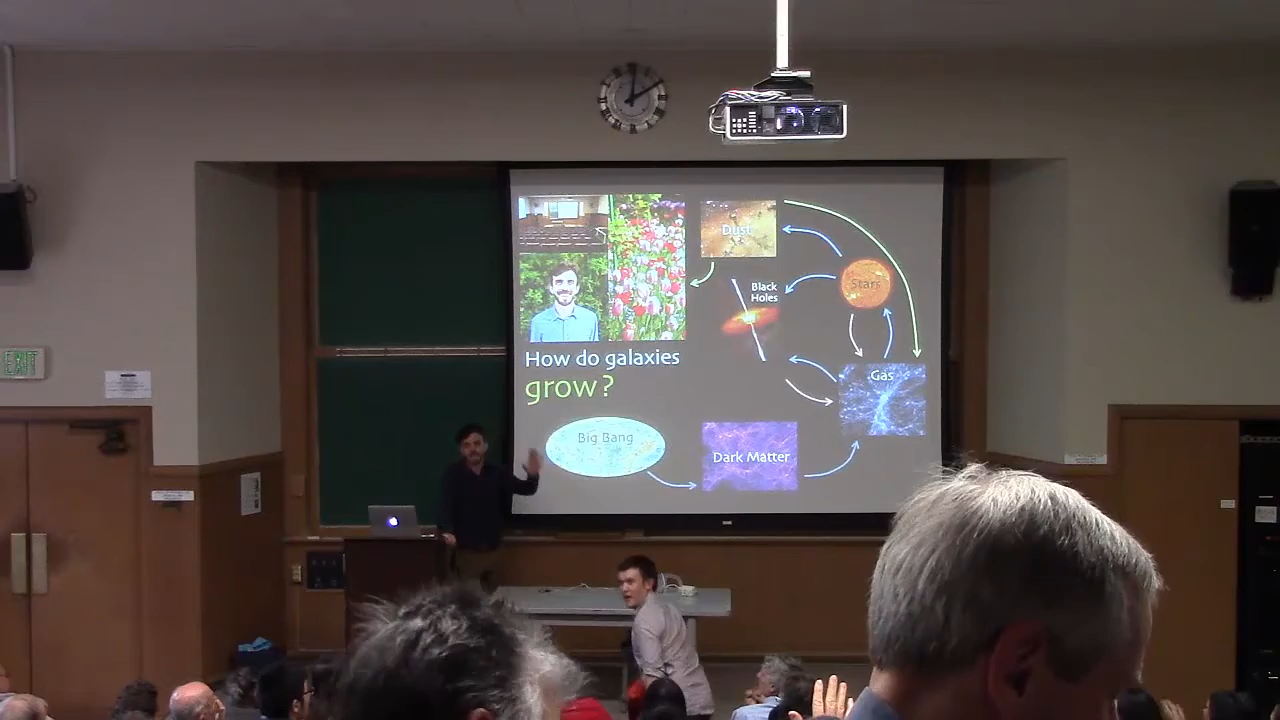 Dust
Stars
Black
Holes
Gas
How do galaxies
grow?
Big Bang
Dark Matter
EXIT